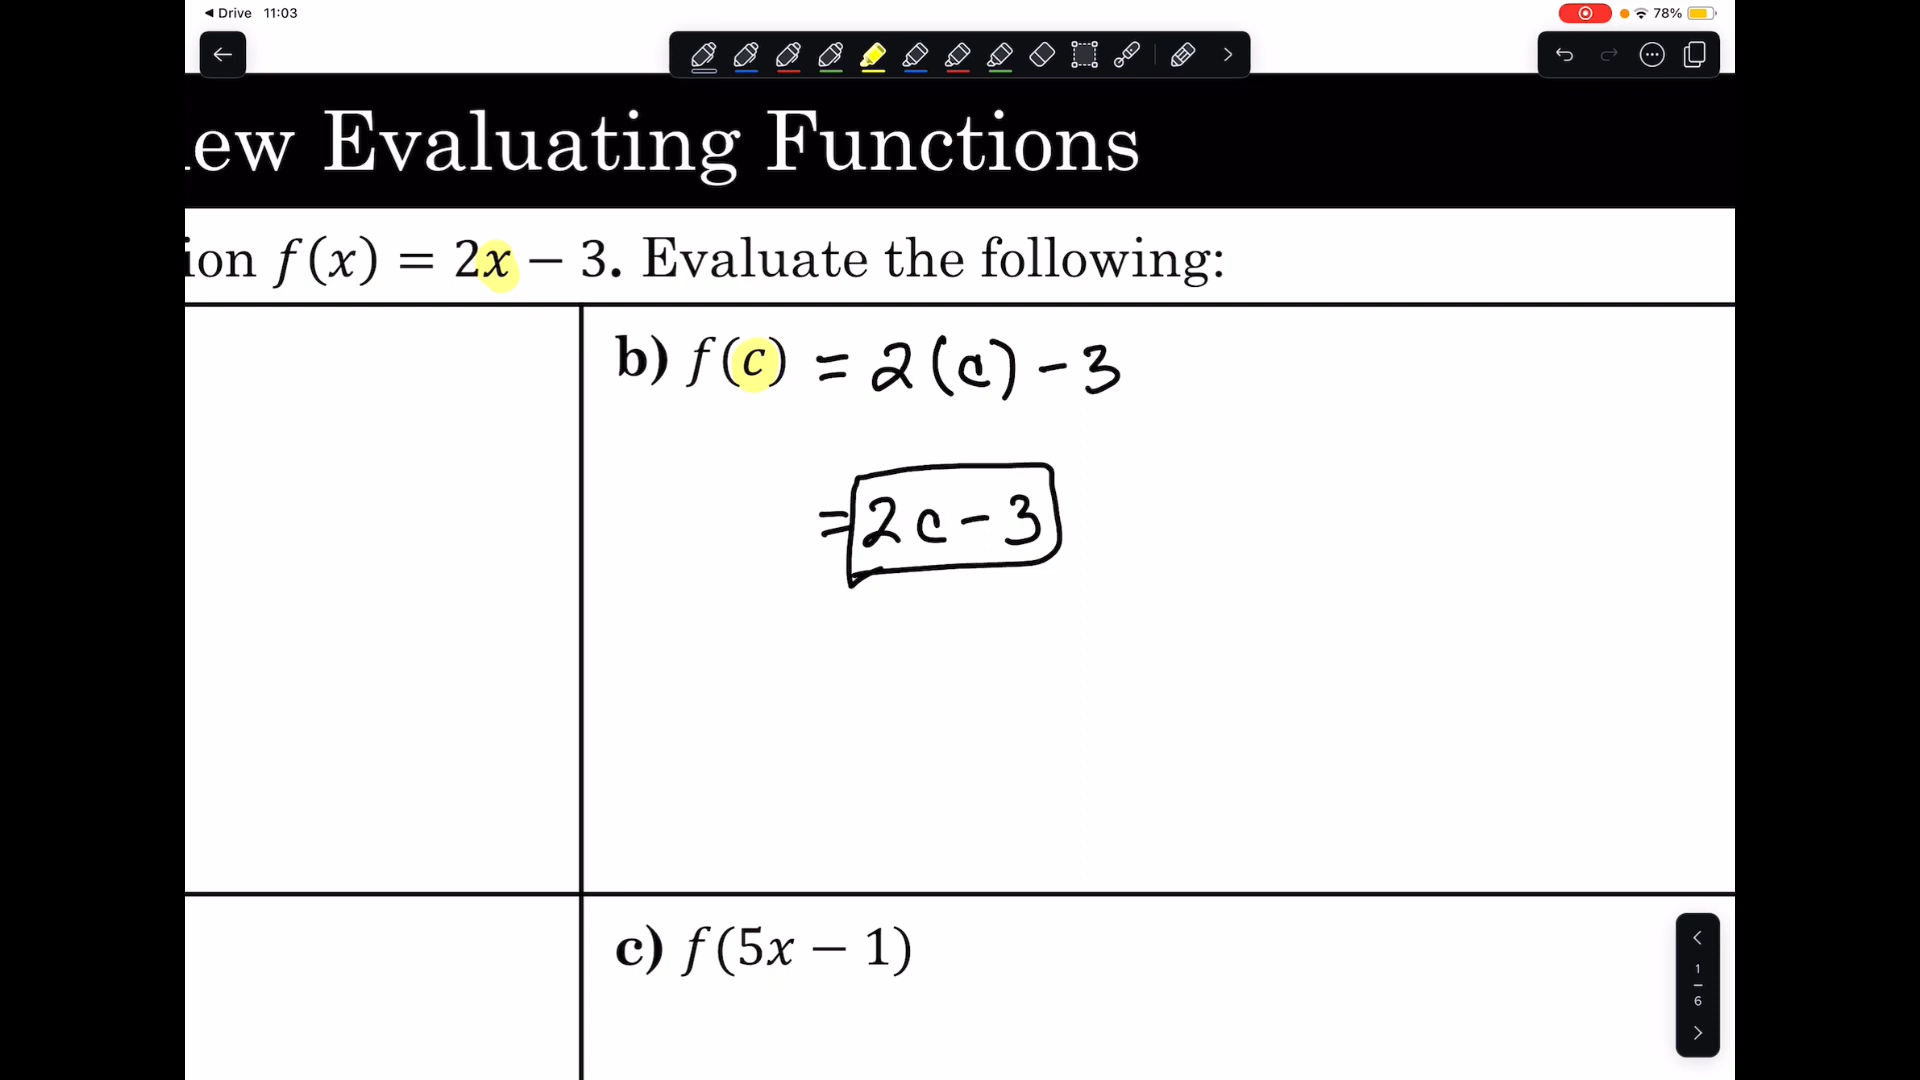 ◀ Drive 11:03
78%
ew Evaluating Functions
ion f(x) = 2x − 3. Evaluate the following:
b) f(c) = 2(c) - 3
= 2c - 3
c) f(5x − 1)
1
6